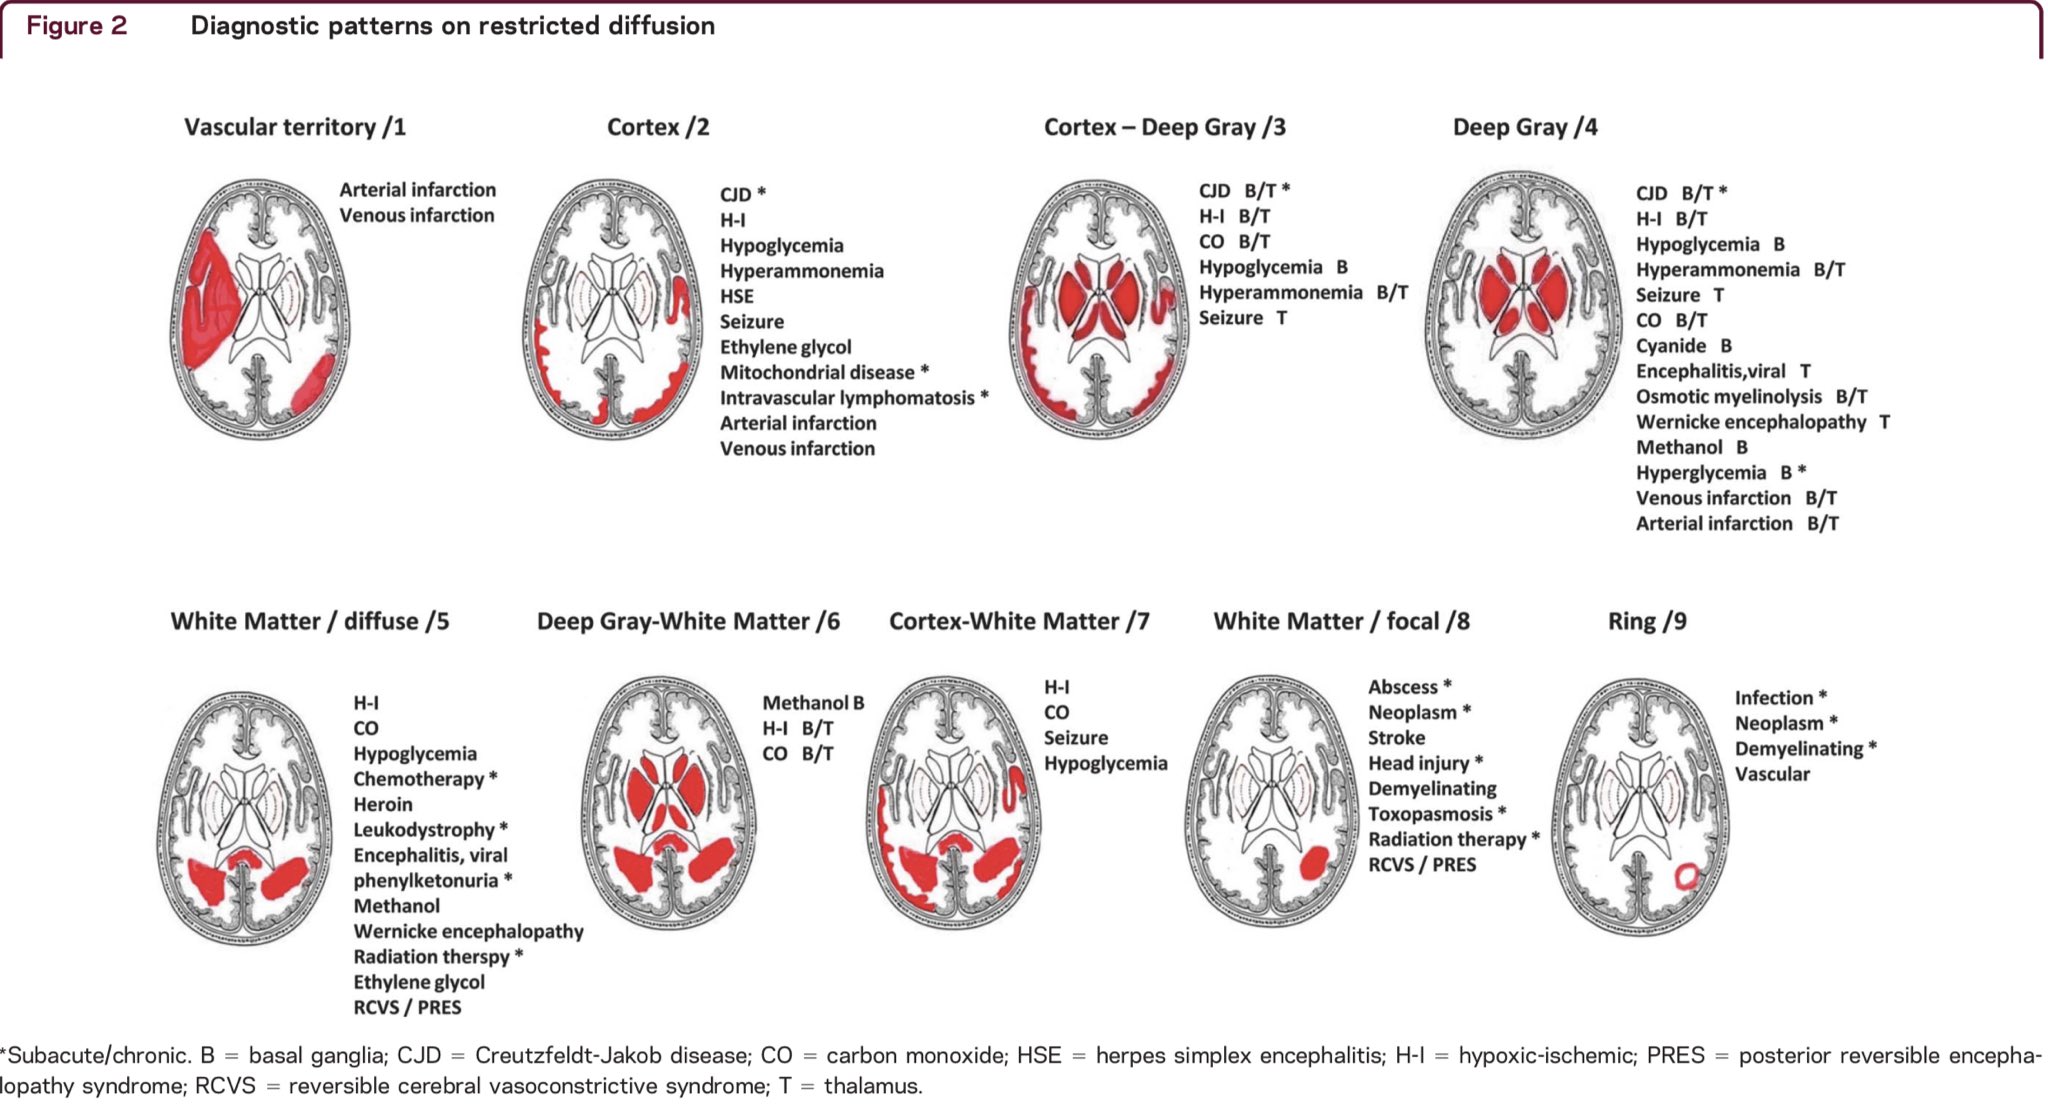 Figure 2 Diagnostic patterns on restricted diffusion
Vascular territory /1
Arterial infarction
Venous infarction
Cortex /2
CJD *
H-I
Hypoglycemia
Hyperammonemia
HSE
Seizure
Ethylene glycol
Mitochondrial disease *
Intravascular lymphomatosis *
Arterial infarction
Venous infarction
Cortex – Deep Gray /3
CJD B/T *
H-I B/T
CO B/T
Hypoglycemia B
Hyperammonemia B/T
Seizure T
Deep Gray /4
CJD B/T *
H-I B/T
Hypoglycemia B
Hyperammonemia B/T
Seizure T
CO B/T
Cyanide B
Encephalitis,viral T
Osmotic myelinolysis B/T
Wernicke encephalopathy T
Methanol B
Hyperglycemia B *
Venous infarction B/T
Arterial infarction B/T
White Matter / diffuse /5
H-I
CO
Hypoglycemia
Chemotherapy *
Heroin
Leukodystrophy *
Encephalitis, viral
phenylketonuria *
Methanol
Wernicke encephalopathy
Radiation therspy *
Ethylene glycol
RCVS / PRES
Deep Gray-White Matter /6
Methanol B
H-I B/T
CO B/T
Cortex-White Matter /7
H-I
CO
Seizure
Hypoglycemia
White Matter / focal /8
Abscess *
Neoplasm *
Stroke
Head injury *
Demyelinating
Toxopasmosis *
Radiation therapy *
RCVS / PRES
Ring /9
Infection *
Neoplasm *
Demyelinating *
Vascular
*Subacute/chronic. B = basal ganglia; CJD = Creutzfeldt-Jakob disease; CO = carbon monoxide; HSE = herpes simplex encephalitis; H-I = hypoxic-ischemic; PRES = posterior reversible encepha-
lopathy syndrome; RCVS = reversible cerebral vasoconstrictive syndrome; T = thalamus.